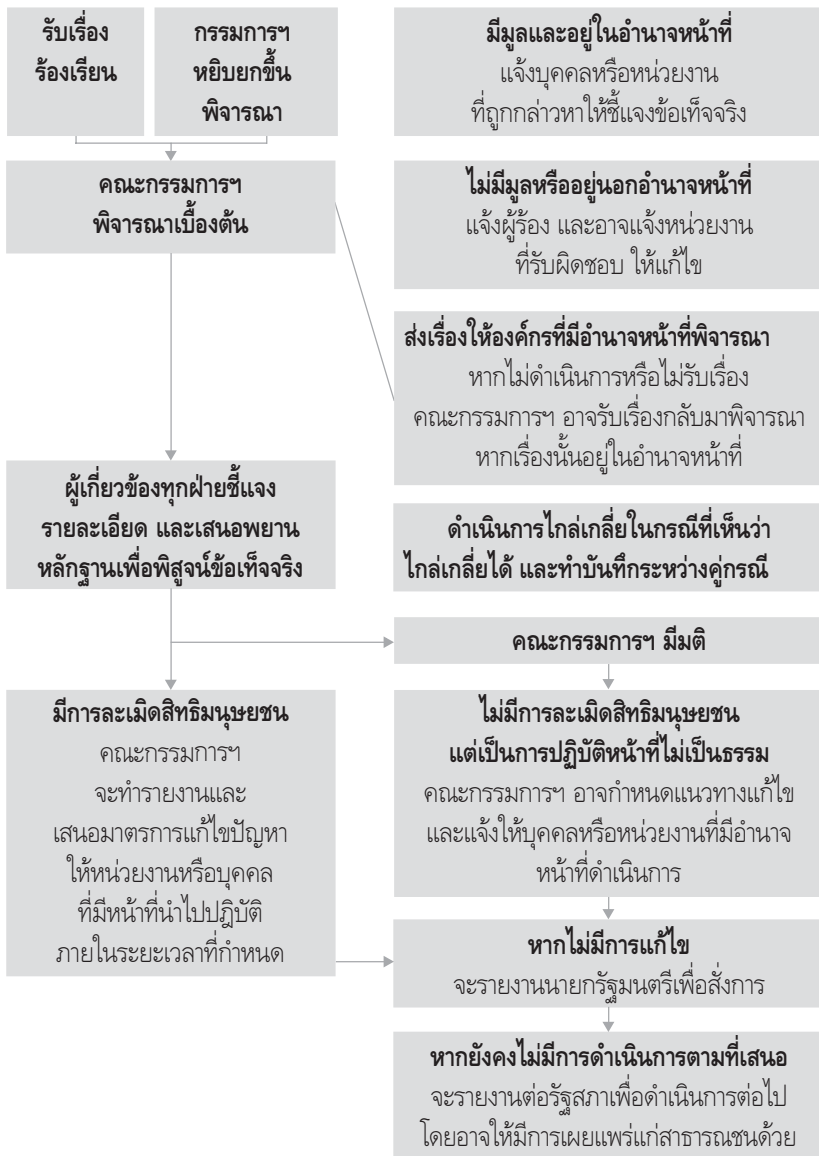 รับเรื่อง
ร้องเรียน
กรรมการฯ
หยิบยกขึ้น
พิจารณา
มีมูลและอยู่ในอำนาจหน้าที่
แจ้งบุคคลหรือหน่วยงาน
ที่ถูกกล่าวหาให้ชี้แจงข้อเท็จจริง
คณะกรรมการฯ
พิจารณาเบื้องต้น
ไม่มีมูลหรืออยู่นอกอำนาจหน้าที่
แจ้งผู้ร้อง และอาจแจ้งหน่วยงาน
ที่รับผิดชอบ ให้แก้ไข
ส่งเรื่องให้องค์กรที่มีอำนาจหน้าที่พิจารณา
หากไม่ดำเนินการหรือไม่รับเรื่อง
คณะกรรมการฯ อาจรับเรื่องกลับมาพิจารณา
หากเรื่องนั้นอยู่ในอำนาจหน้าที่
ผู้เกี่ยวข้องทุกฝ่ายชี้แจง
รายละเอียด และเสนอพยาน
หลักฐานเพื่อพิสูจน์ข้อเท็จจริง
ดำเนินการไกล่เกลี่ยในกรณีที่เห็นว่า
ไกล่เกลี่ยได้ และทำบันทึกระหว่างคู่กรณี
คณะกรรมการฯ มีมติ
มีการละเมิดสิทธิมนุษยชน
คณะกรรมการฯ
จะทำรายงานและ
เสนอมาตรการแก้ไขปัญหา
ให้หน่วยงานหรือบุคคล
ที่มีหน้าที่นำไปปฏิบัติ
ภายในระยะเวลาที่กำหนด
ไม่มีการละเมิดสิทธิมนุษยชน
แต่เป็นการปฏิบัติหน้าที่ไม่เป็นธรรม
คณะกรรมการฯ อาจกำหนดแนวทางแก้ไข
และแจ้งให้บุคคลหรือหน่วยงานที่มีอำนาจ
หน้าที่ดำเนินการ
หากไม่มีการแก้ไข
จะรายงานนายกรัฐมนตรีเพื่อสั่งการ
หากยังคงไม่มีการดำเนินการตามที่เสนอ
จะรายงานต่อรัฐสภาเพื่อดำเนินการต่อไป
โดยอาจให้มีการเผยแพร่แก่สาธารณชนด้วย